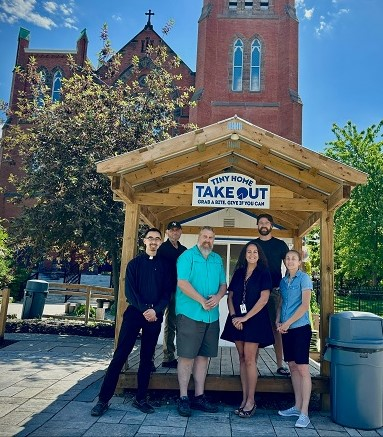 TINY HOME
TAKE OUT
GRAB A BITE. GIVE IF YOU CAN